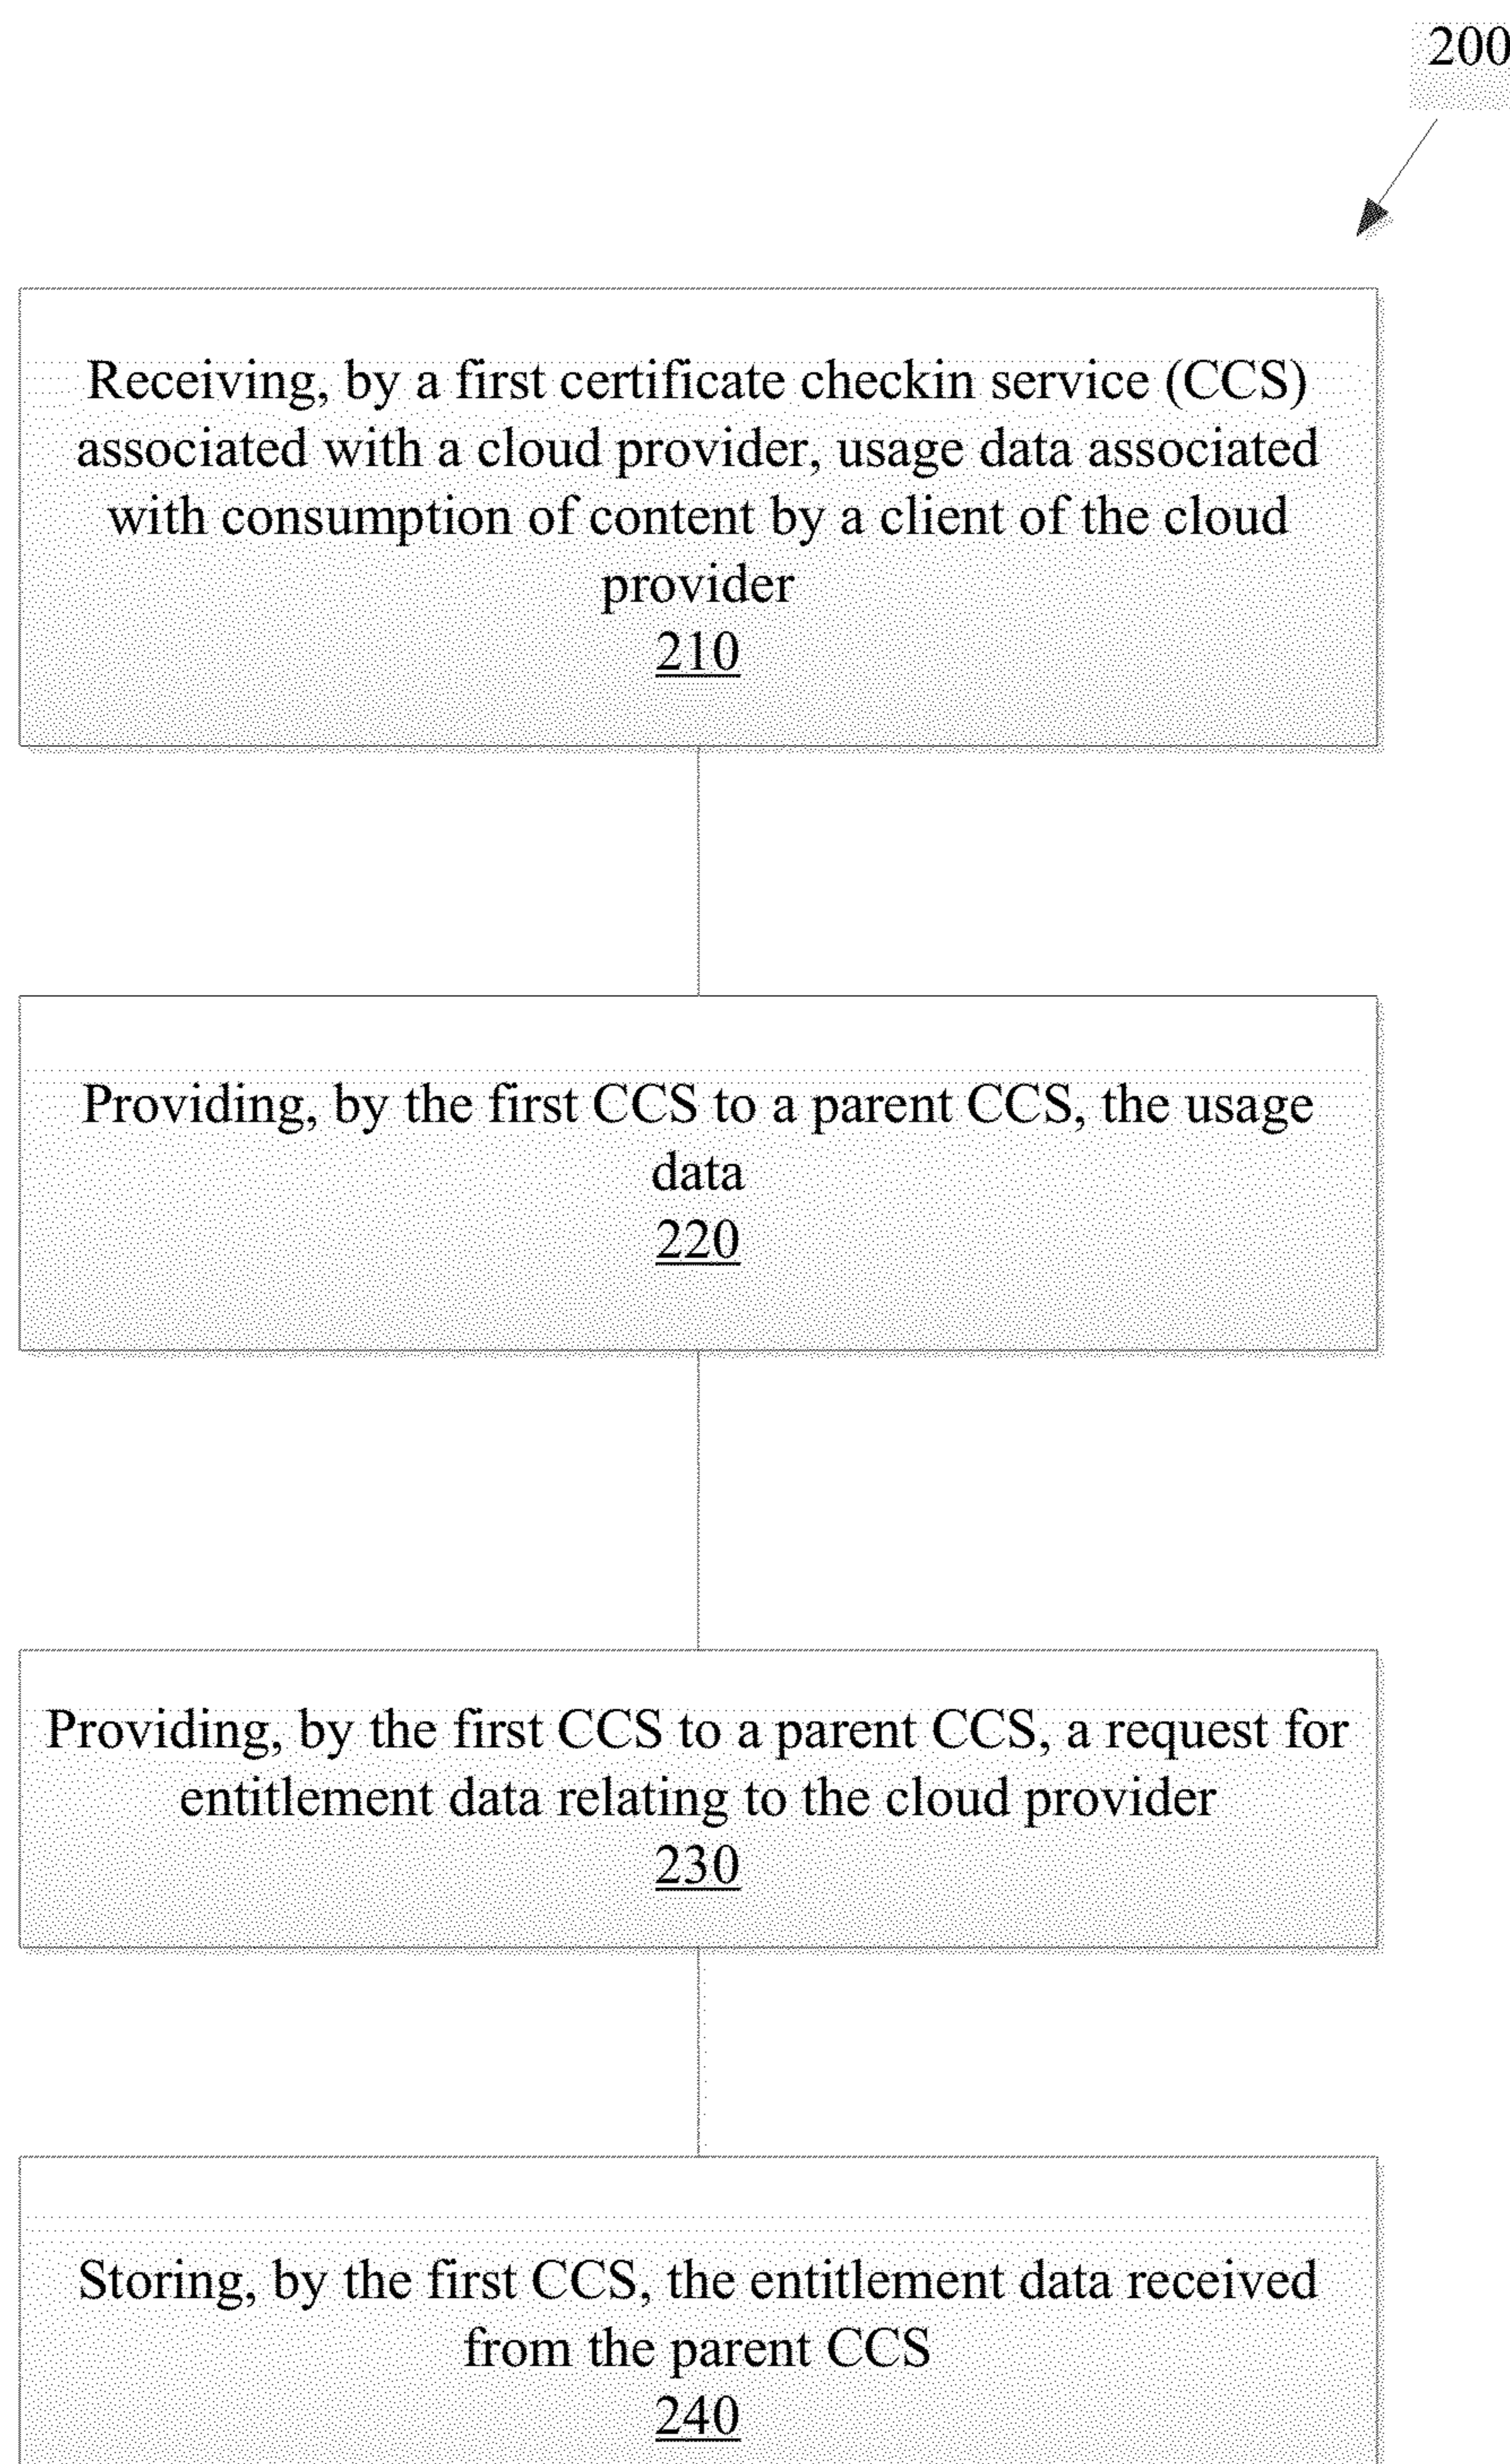 200
Receiving, by a first certificate checkin service (CCS)
associated with a cloud provider, usage data associated
with consumption of content by a client of the cloud
provider
210
Providing, by the first CCS to a parent CCS, the usage
data
220
Providing, by the first CCS to a parent CCS, a request for
entitlement data relating to the cloud provider
230
Storing, by the first CCS, the entitlement data received
from the parent CCS
240